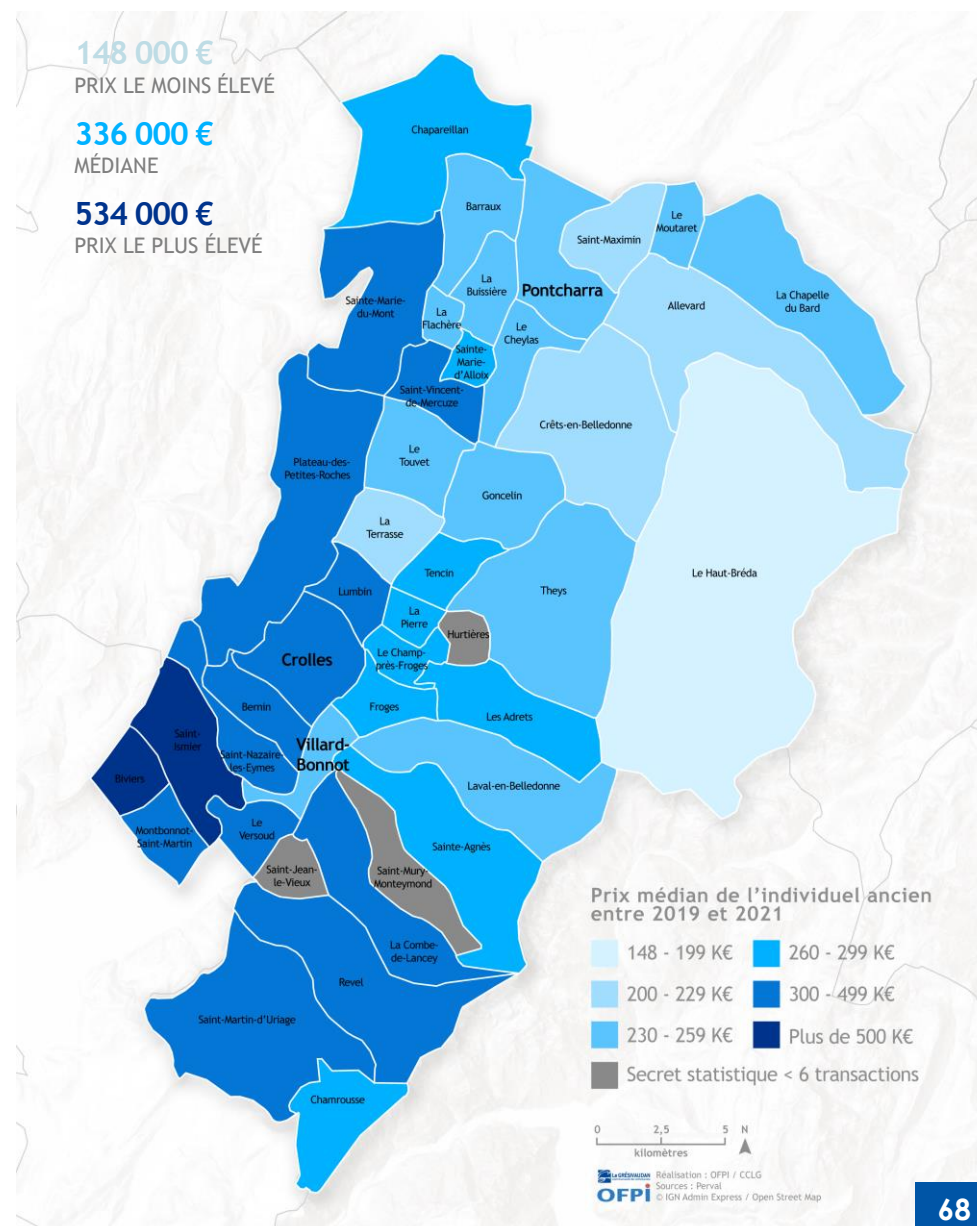 148 000 €
PRIX LE MOINS ÉLEVÉ
336 000 €
MÉDIANE
534 000 €
PRIX LE PLUS ÉLEVÉ
Chapareillan
Barraux
Le
Moutaret
Saint-Maximin
La
Buissière
Pontcharra
La Chapelle
du Bard
Allevard
Sainte-Marie-
du-Mont
La
Flachère
Le
Cheylas
Sainte-
Marie-
d'Alloix
Saint-Vincent-
de-Mercuze
Crêts-en-Belledonne
Le
Touvet
Plateau-des-
Petites-Roches
Goncelin
La
Terrasse
Tencin
Le Haut-Bréda
Lumbin
Theys
La
Pierre
Hurtières
Crolles
Le Champ-
près-Froges
Bernin
Froges
Les Adrets
Saint-
Ismier
Villard-
Bonnot
Saint-Nazaire-
les-Eymes
Biviers
Laval-en-Belledonne
Montbonnot-
Saint-Martin
Le
Versoud
Sainte-Agnès
Saint-Jean-
le-Vieux
Saint-Mury-
Monteymond
La Combe-
de-Lancey
Revel
Saint-Martin-d'Uriage
Chamrousse
Prix médian de l'individuel ancien
entre 2019 et 2021
148 - 199 K€
260 - 299 K€
200 - 229 K€
300 - 499 K€
230 - 259 K€
Plus de 500 K€
Secret statistique < 6 transactions
0 2,5 5 N
kilomètres
LE GRÉSIVAUDAN
OFPI
Réalisation : OFPI / CCLG
Sources : Perval
© IGN Admin Express / Open Street Map
68